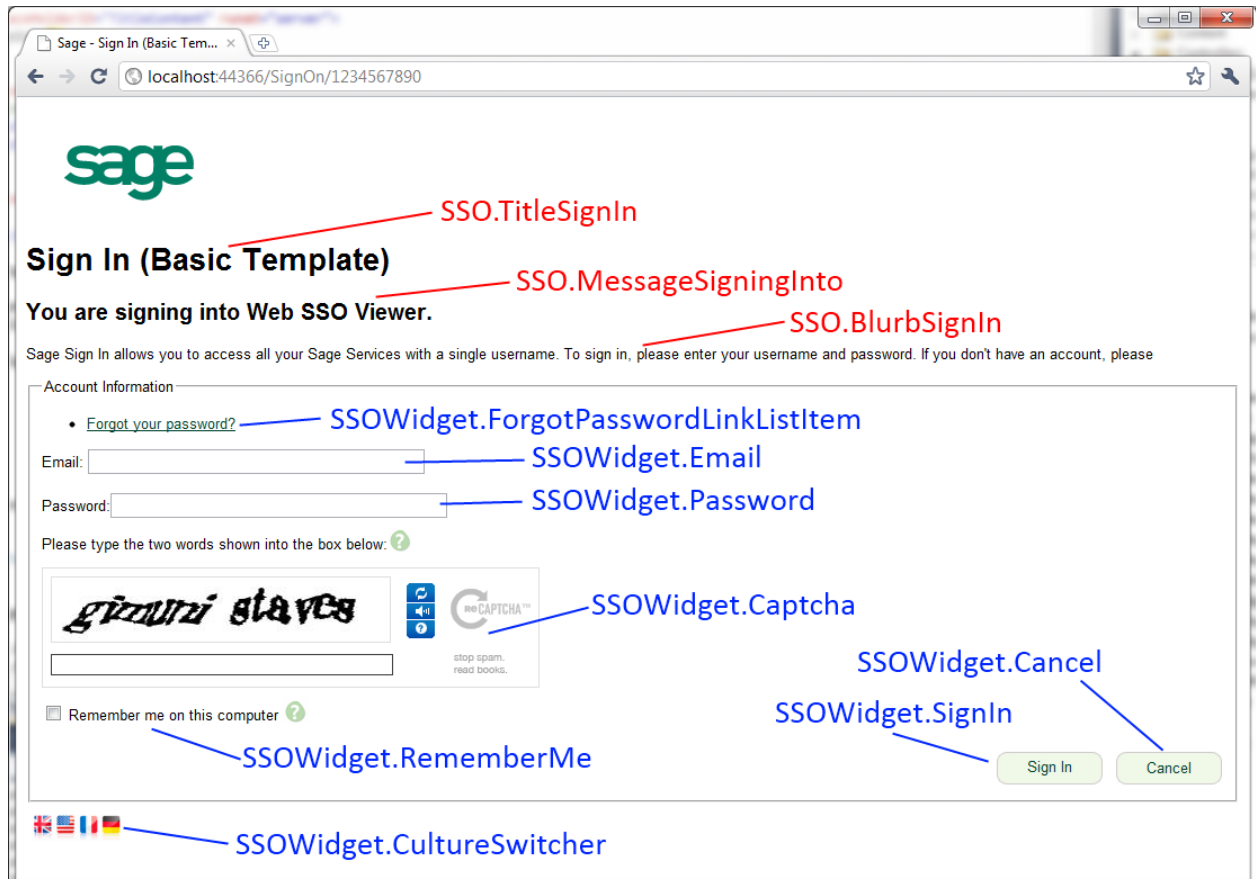 Sage - Sign In (Basic Tem...
localhost:44366/SignOn/1234567890
sage
SSO.TitleSignIn
Sign In (Basic Template)
SSO.MessageSigningInto
You are signing into Web SSO Viewer.
SSO.BlurbSignIn
Sage Sign In allows you to access all your Sage Services with a single username. To sign in, please enter your username and password. If you don't have an account, please
Account Information
Forgot your password?
SSOWidget.ForgotPasswordLinkListItem
Email:
SSOWidget.Email
Password:
SSOWidget.Password
Please type the two words shown into the box below: ?
staves
reCAPTCHA™
SSOWidget.Captcha
stop spam.
read books.
SSOWidget.Cancel
Remember me on this computer ?
SSOWidget.SignIn
SSOWidget.RememberMe
Sign In
Cancel
SSOWidget.CultureSwitcher